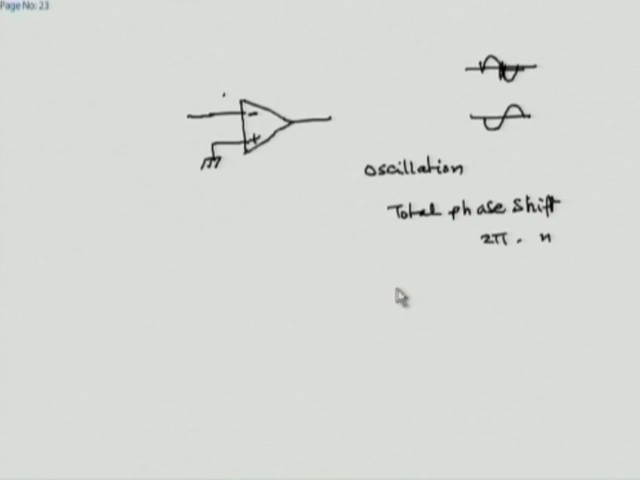 Page No: 23
-
+
oscillation
Total phase shift
2π . n